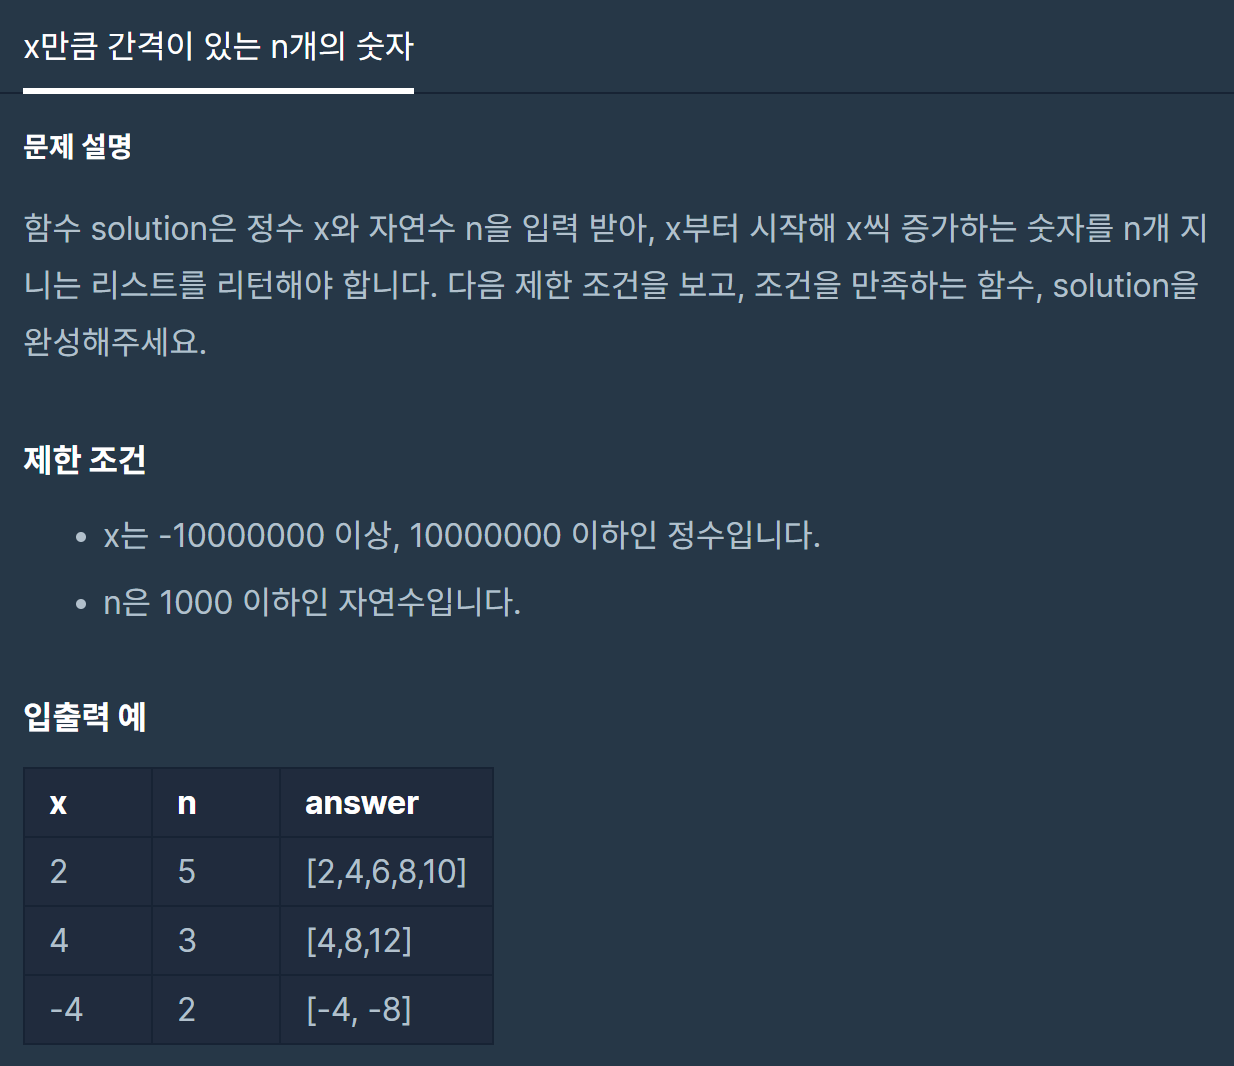 x만큼 간격이 있는 n개의 숫자
문제 설명
함수 solution은 정수 x와 자연수 n을 입력 받아, x부터 시작해 x씩 증가하는 숫자를 n개 지
니는 리스트를 리턴해야 합니다. 다음 제한 조건을 보고, 조건을 만족하는 함수, solution을
완성해주세요.
제한 조건
• x는 -10000000 이상, 10000000 이하인 정수입니다.
• n은 1000 이하인 자연수입니다.
입출력 예
x n answer
2 5 [2,4,6,8,10]
4 3 [4,8,12]
-4 2 [-4, -8]